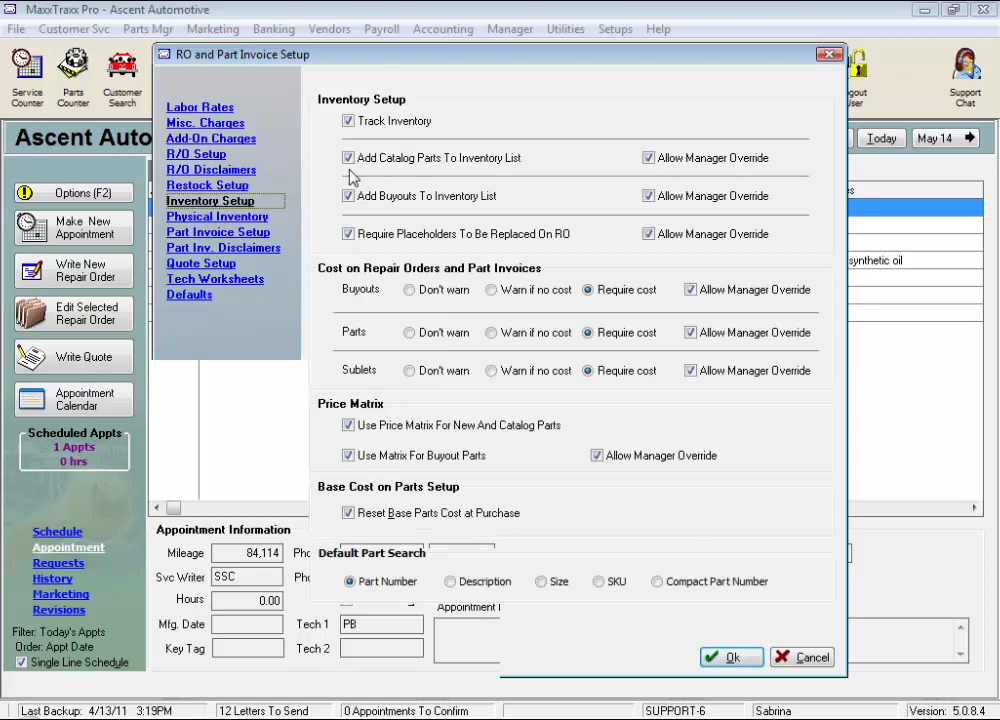 MaxxTraxx Pro - Ascent Automotive
File Customer Svc Parts Mgr Marketing Banking Vendors Payroll Accounting Manager Utilities Setups Help
Service Counter
Parts Counter
Customer Search
User
Support Chat
Ascent Auto
Today
May 14
Options (F2)
Make New Appointment
Write New Repair Order
Edit Selected Repair Order
Write Quote
Appointment Calendar
Scheduled Appts
1 Appts
0 hrs
Schedule
Appointment
Requests
History
Marketing
Revisions
Filter: Today's Appts
Order: Appt Date
Single Line Schedule
RO and Part Invoice Setup
Labor Rates
Misc. Charges
Add-On Charges
R/O Setup
R/O Disclaimers
Restock Setup
Inventory Setup
Physical Inventory
Part Invoice Setup
Part Inv. Disclaimers
Quote Setup
Tech Worksheets
Defaults
Inventory Setup
Track Inventory
Add Catalog Parts To Inventory List Allow Manager Override
Add Buyouts To Inventory List Allow Manager Override
Require Placeholders To Be Replaced On RO Allow Manager Override
Cost on Repair Orders and Part Invoices
Buyouts Don't warn Warn if no cost Require cost Allow Manager Override
Parts Don't warn Warn if no cost Require cost Allow Manager Override
Sublets Don't warn Warn if no cost Require cost Allow Manager Override
Price Matrix
Use Price Matrix For New And Catalog Parts
Use Matrix For Buyout Parts Allow Manager Override
Base Cost on Parts Setup
Reset Base Parts Cost at Purchase
Default Part Search
Part Number Description Size SKU Compact Part Number
Ok
Cancel
synthetic oil
Appointment Information
Mileage 84,114
Svc Writer SSC
Hours 0.00
Mfg. Date Tech 1 PB
Key Tag Tech 2
Appointment
Last Backup: 4/13/11 3:19PM 12 Letters To Send 0 Appointments To Confirm SUPPORT-6 Sabrina Version: 5.0.8.4